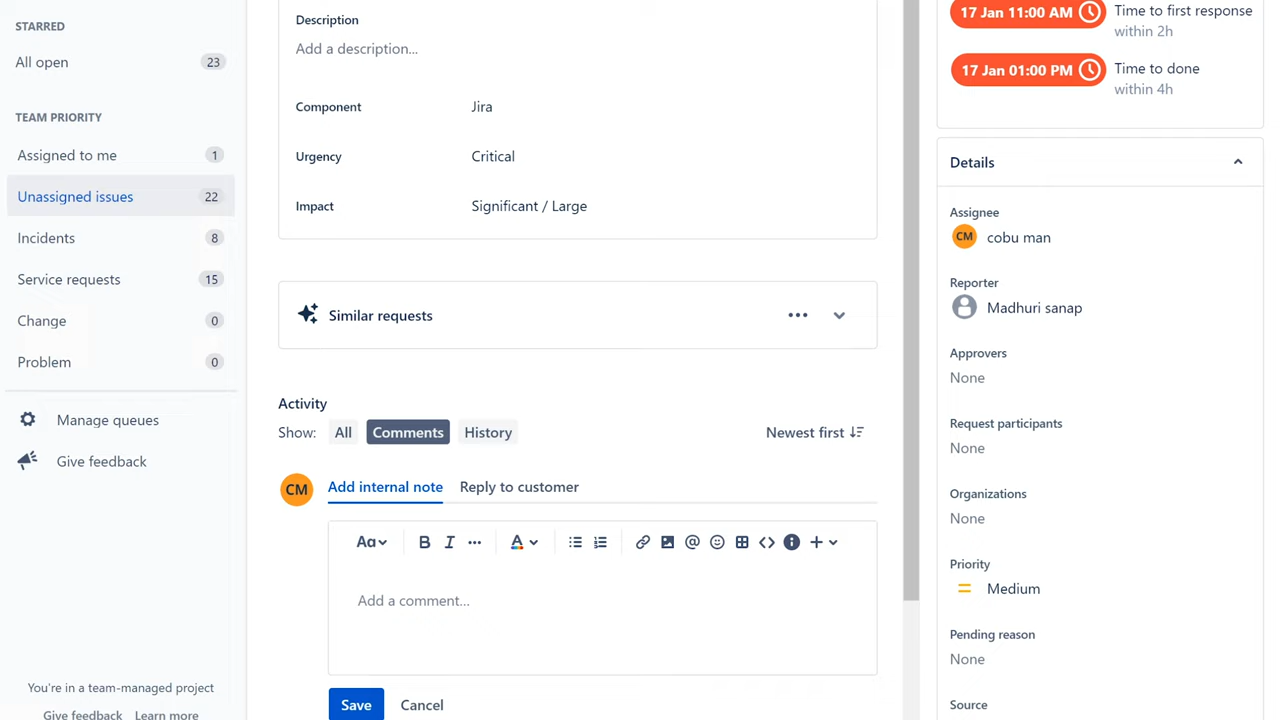 STARRED
All open 23
TEAM PRIORITY
Assigned to me 1
Unassigned issues 22
Incidents 8
Service requests 15
Change 0
Problem 0
Manage queues
Give feedback
You're in a team-managed project
Give feedback Learn more
Description
Add a description...
Component Jira
Urgency Critical
Impact Significant / Large
Similar requests
Activity
Show: All Comments History Newest first
CM Add internal note Reply to customer
Aa B I ... A @ <> +
Add a comment...
Save Cancel
17 Jan 11:00 AM Time to first response
within 2h
17 Jan 01:00 PM Time to done
within 4h
Details
Assignee
CM cobu man
Reporter
Madhuri sanap
Approvers
None
Request participants
None
Organizations
None
Priority
Medium
Pending reason
None
Source